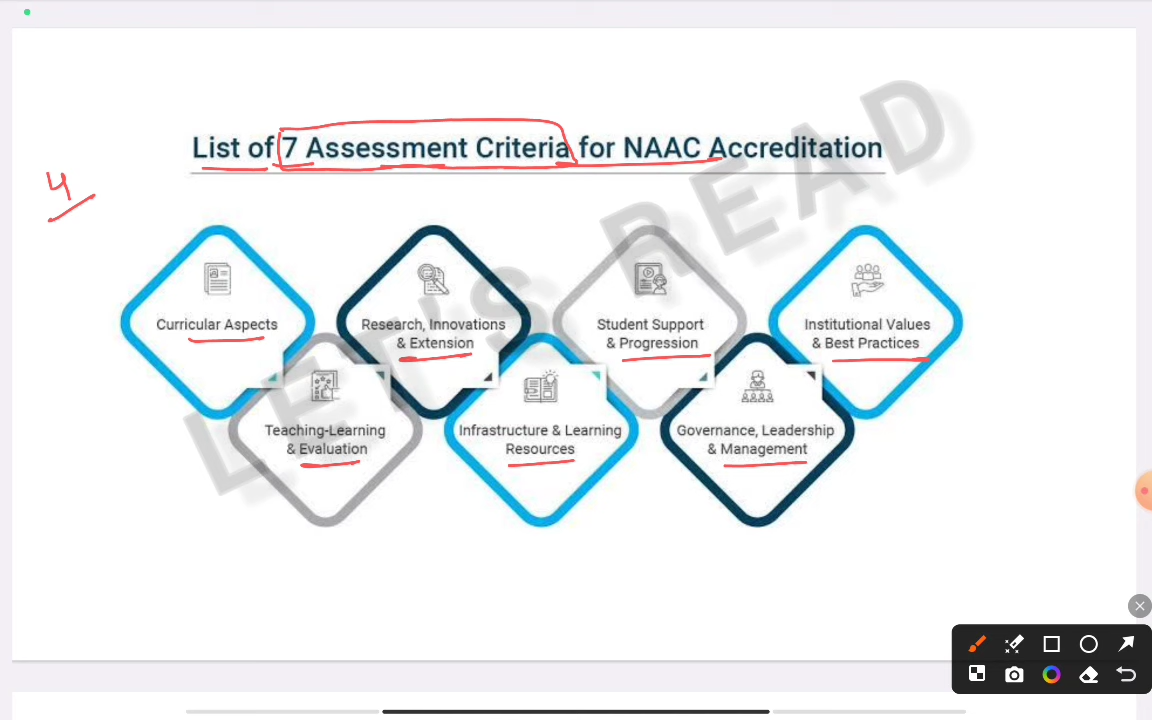 List of 7 Assessment Criteria for NAAC Accreditation
4
Curricular Aspects
Teaching-Learning
& Evaluation
Research, Innovations
& Extension
Infrastructure & Learning
Resources
Student Support
& Progression
Governance, Leadership
& Management
Institutional Values
& Best Practices
LET'S READ